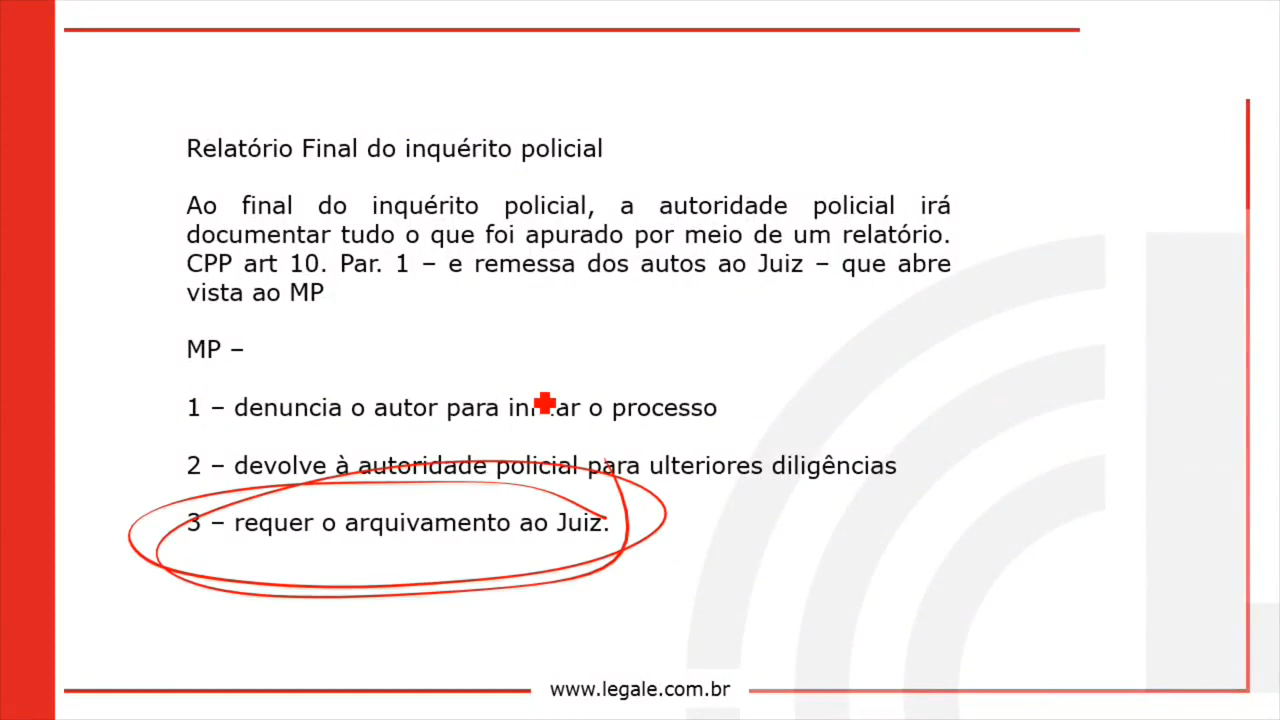 Relatório Final do inquérito policial
Ao final do inquérito policial, a autoridade policial irá
documentar tudo o que foi apurado por meio de um relatório.
CPP art 10. Par. 1 – e remessa dos autos ao Juiz – que abre
vista ao MP
MP –
1 – denuncia o autor para iniciar o processo
2 – devolve à autoridade policial para ulteriores diligências
3 – requer o arquivamento ao Juiz.
www.legale.com.br